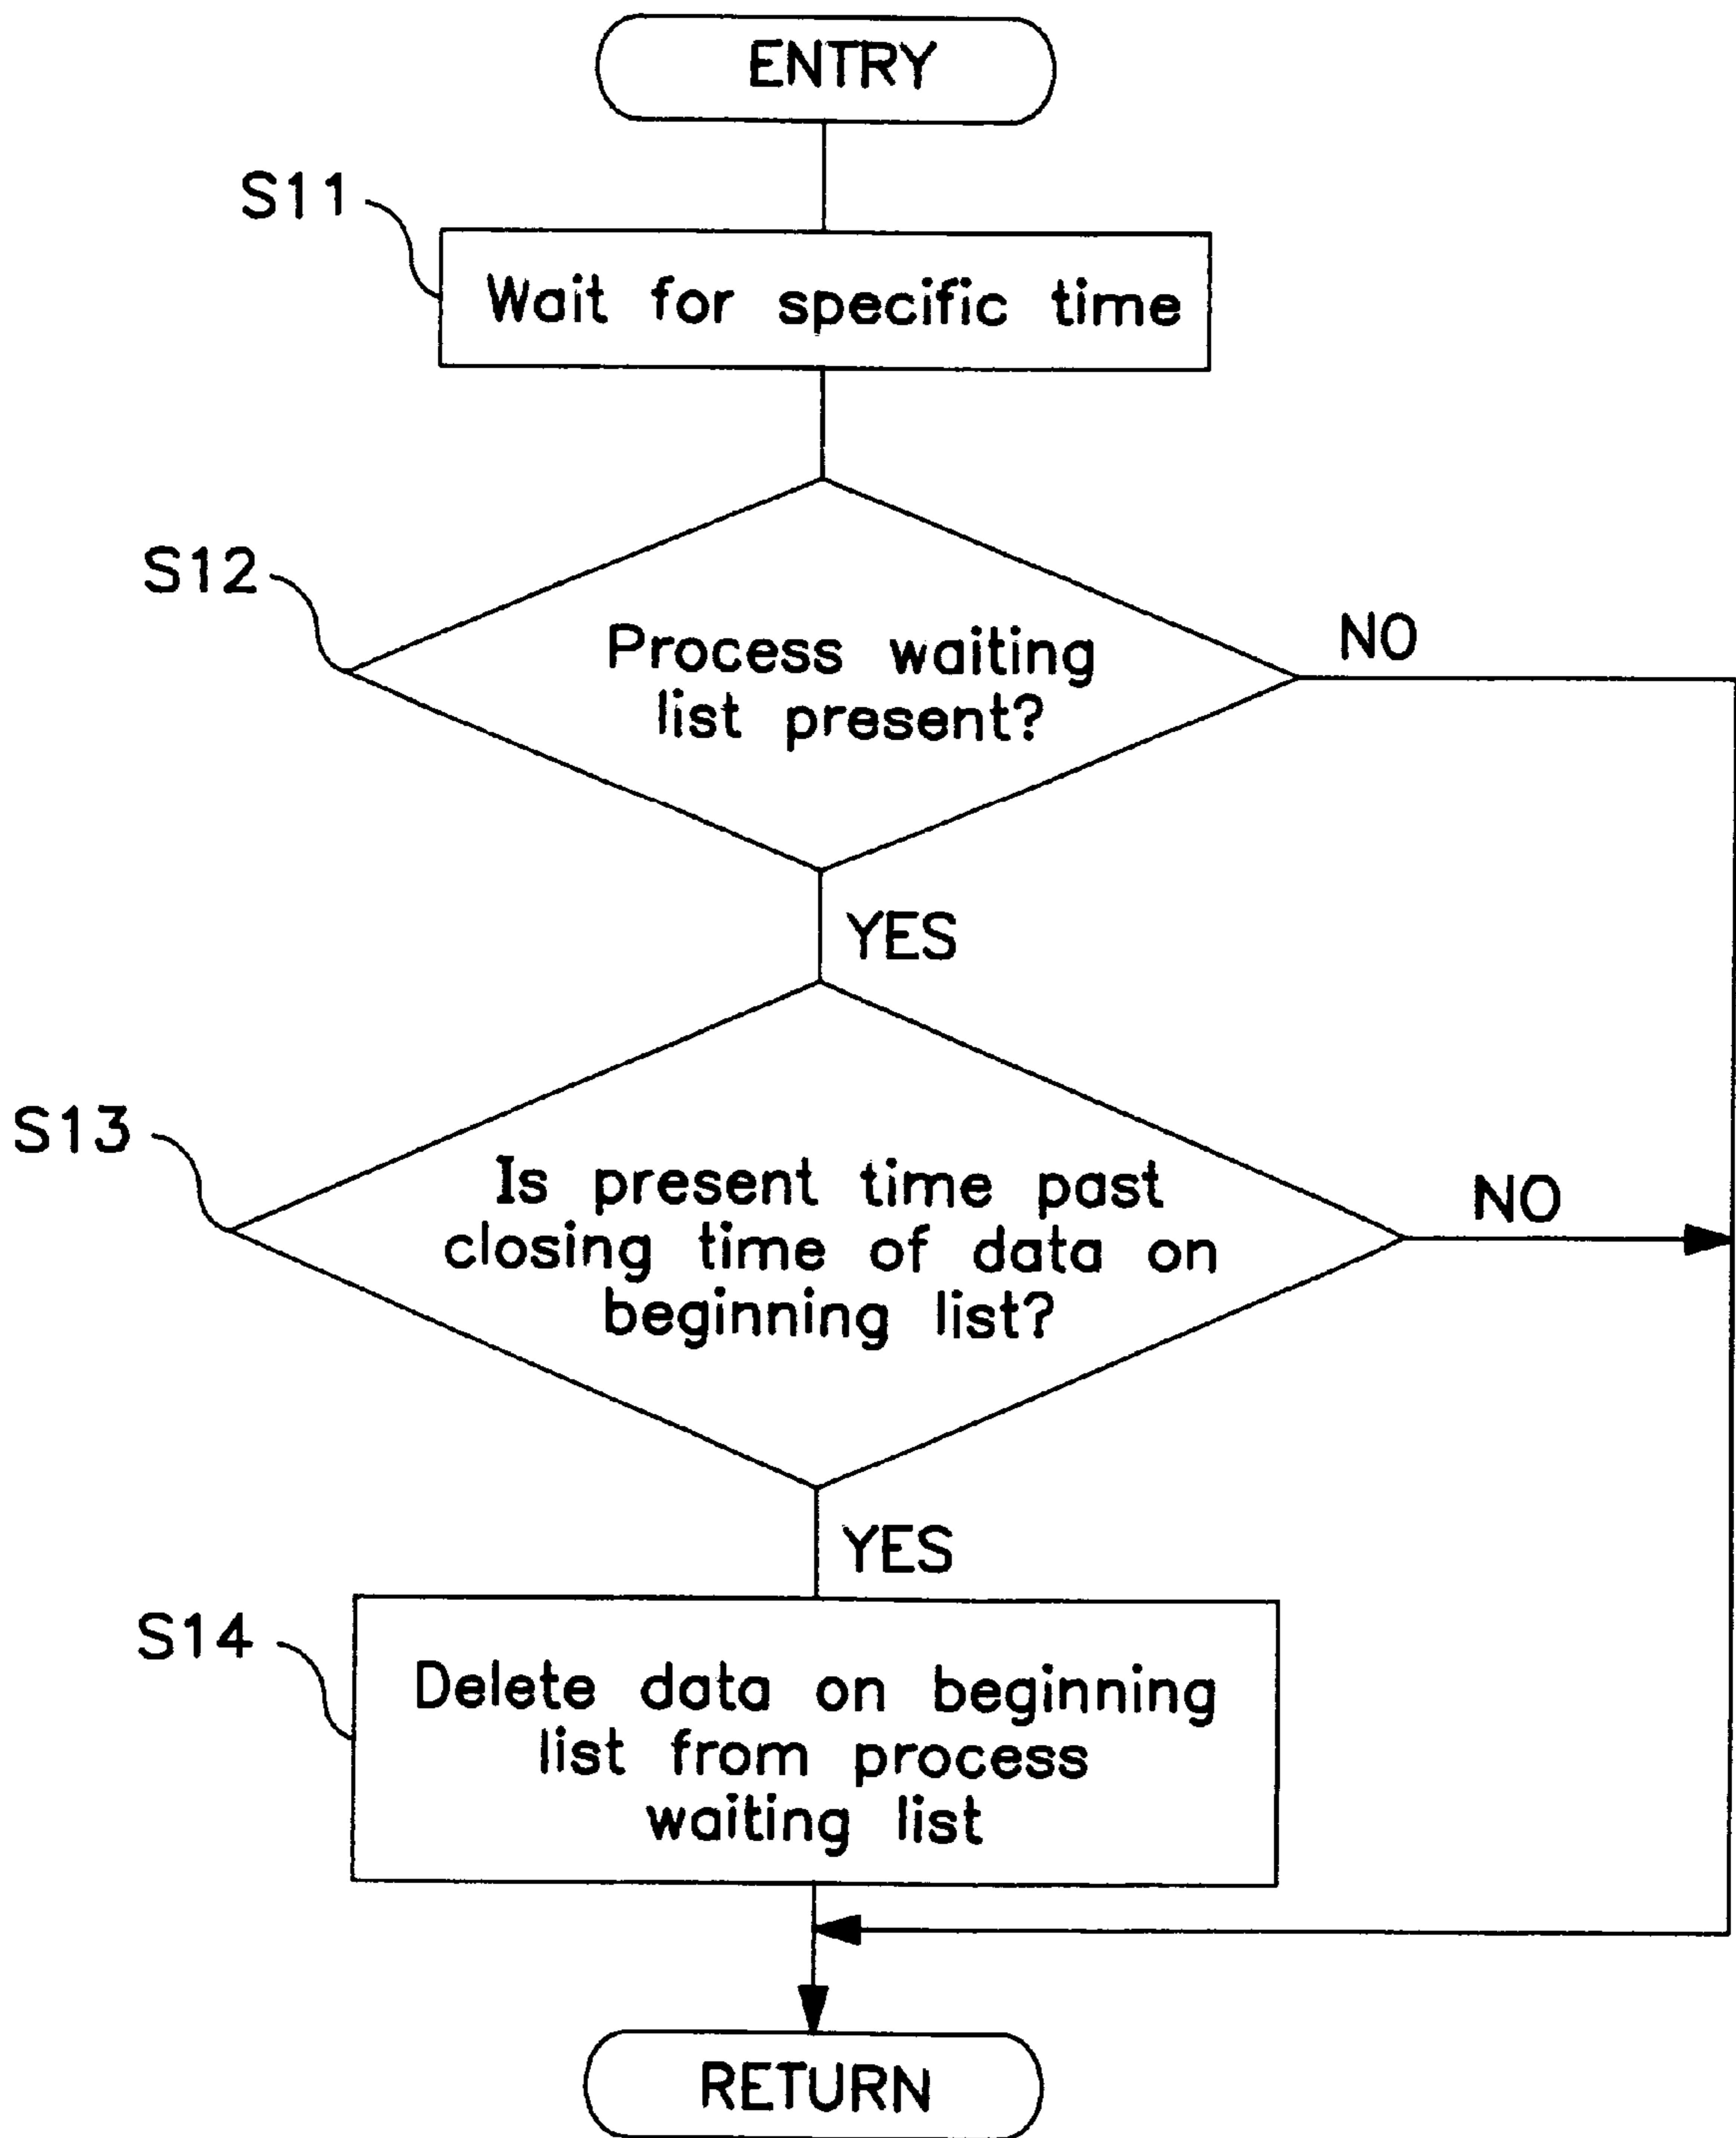 ENTRY
S11
Wait for specific time
S12
Process waiting
list present?
NO
YES
S13
Is present time past
closing time of data on
beginning list?
NO
YES
S14
Delete data on beginning
list from process
waiting list
RETURN